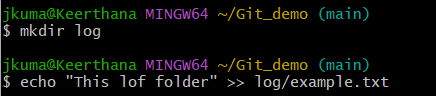 jkuma@Keerthana MINGW64 ~/Git_demo (main)
$ mkdir log
jkuma@Keerthana MINGW64 ~/Git_demo (main)
$ echo "This lof folder" >> log/example.txt